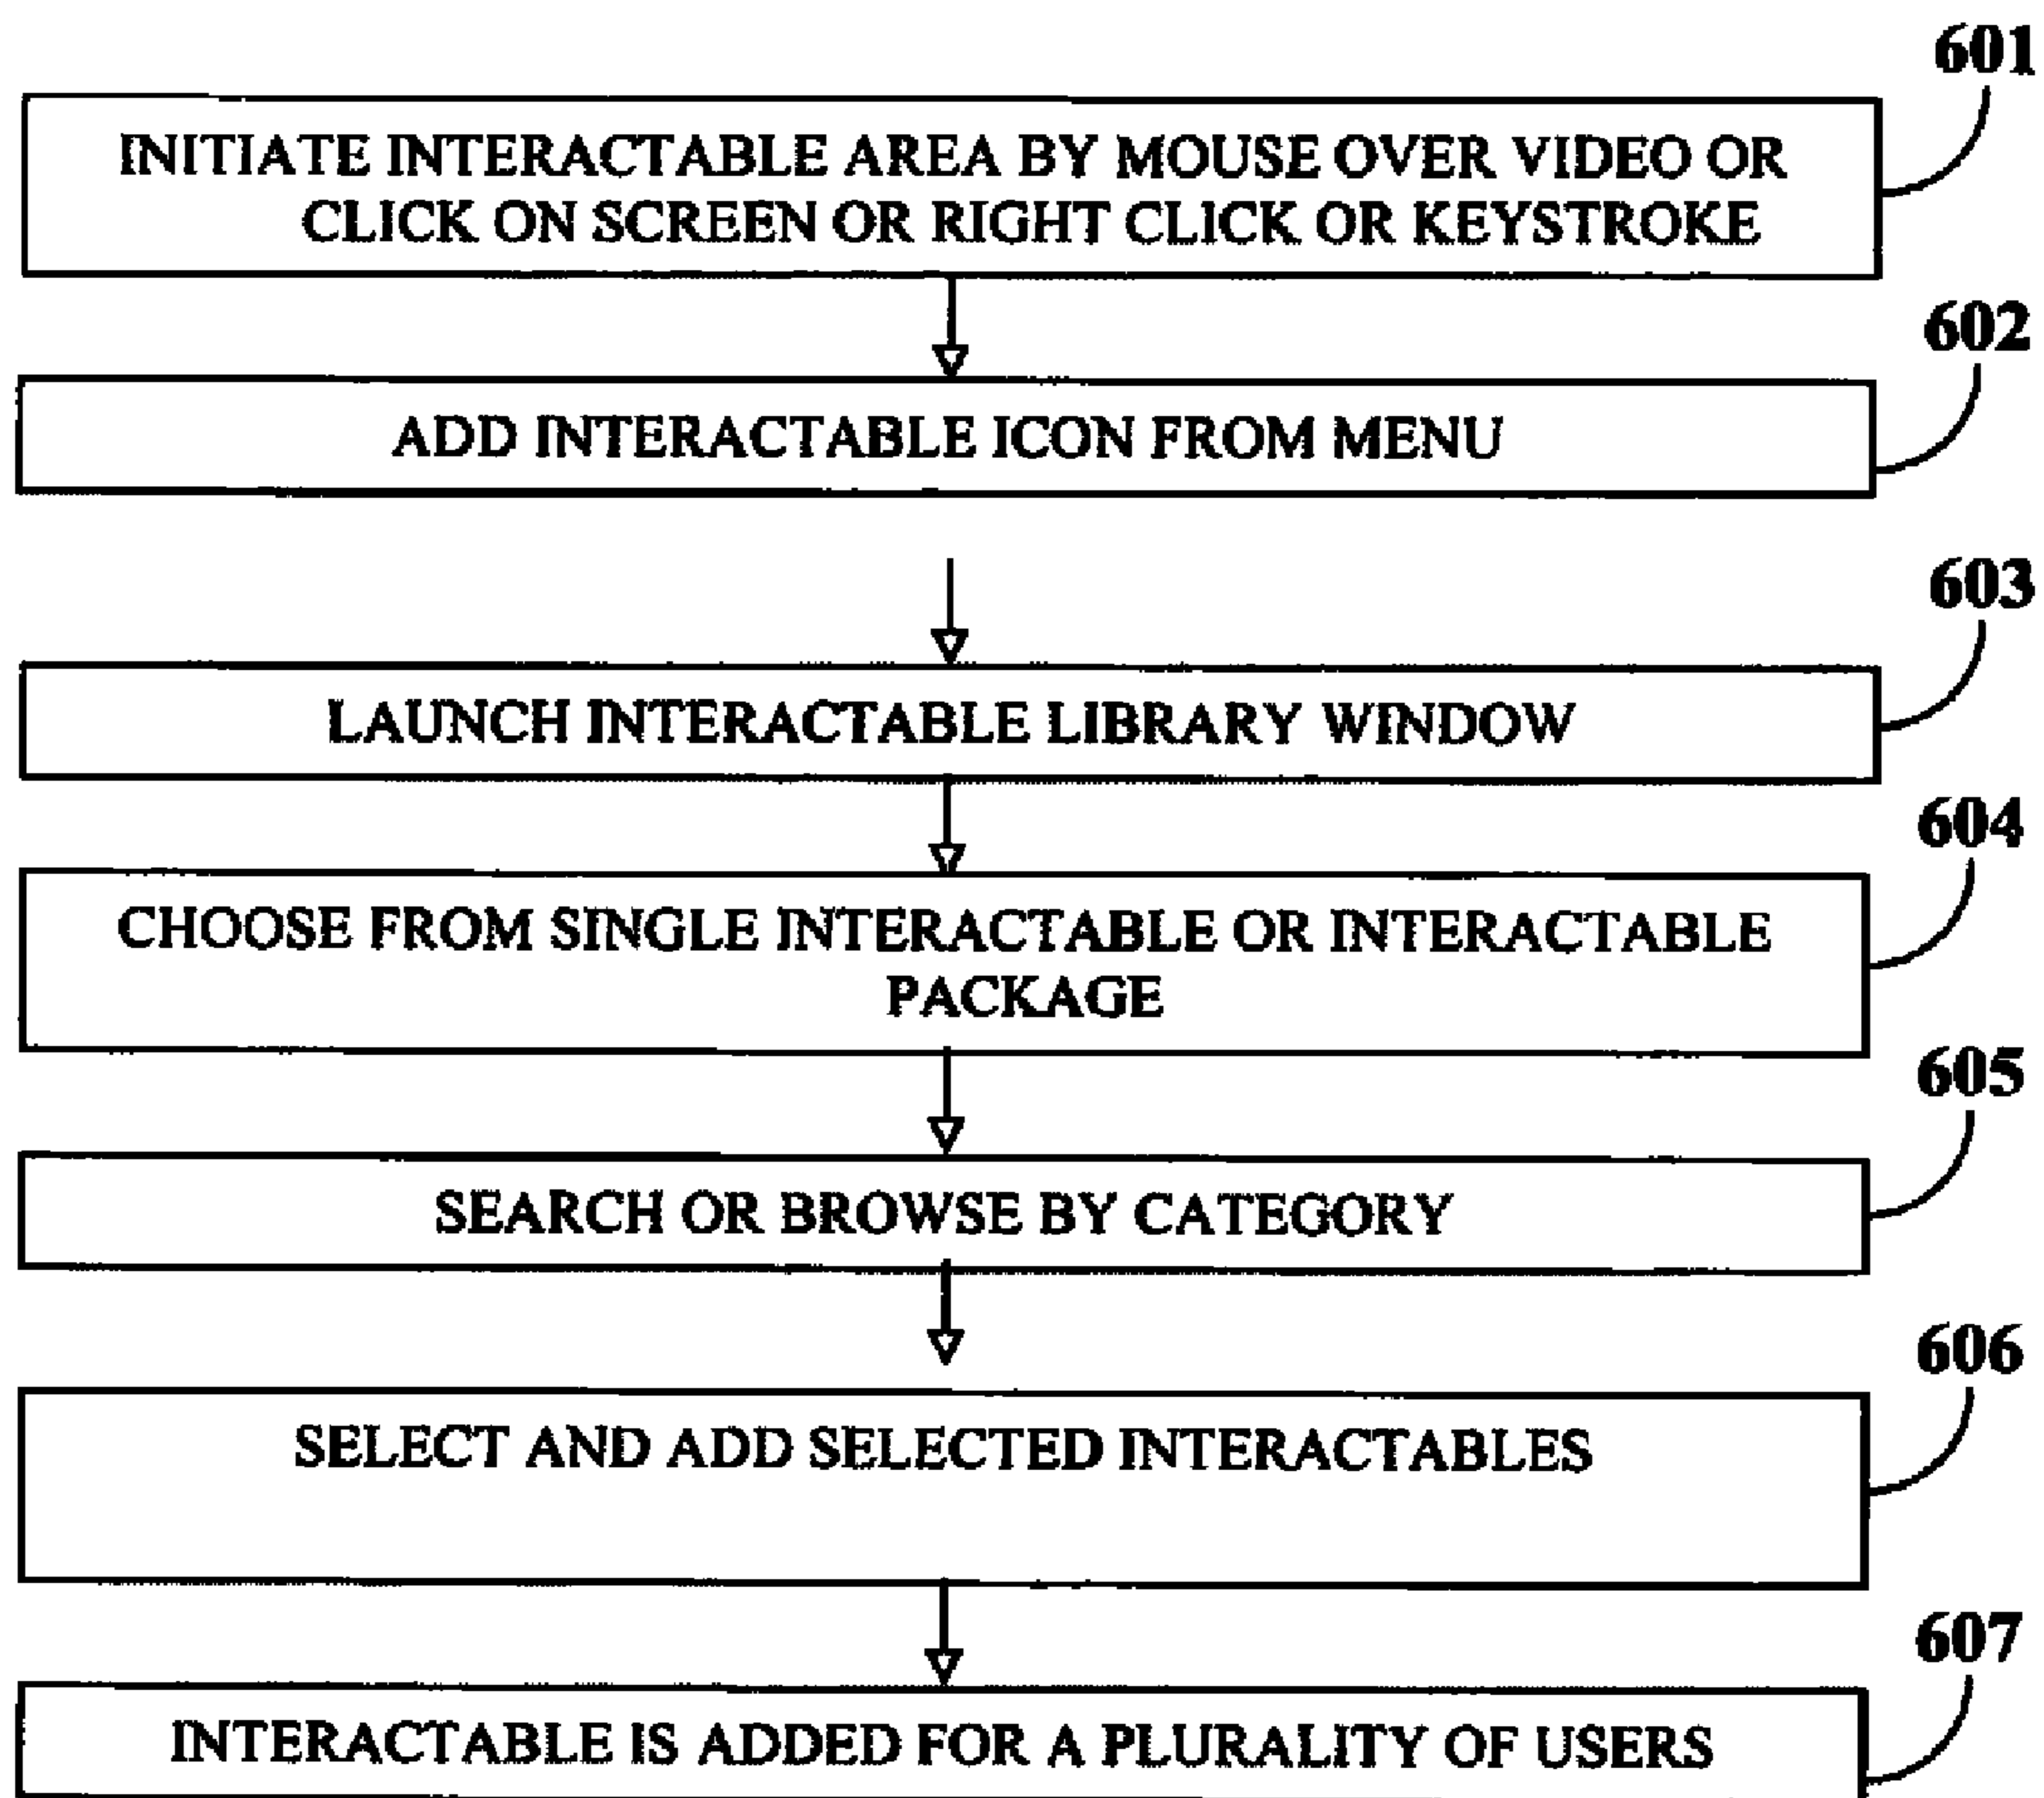 601
INITIATE INTERACTABLE AREA BY MOUSE OVER VIDEO OR
CLICK ON SCREEN OR RIGHT CLICK OR KEYSTROKE
602
ADD INTERACTABLE ICON FROM MENU
603
LAUNCH INTERACTABLE LIBRARY WINDOW
604
CHOOSE FROM SINGLE INTERACTABLE OR INTERACTABLE
PACKAGE
605
SEARCH OR BROWSE BY CATEGORY
606
SELECT AND ADD SELECTED INTERACTABLES
607
INTERACTABLE IS ADDED FOR A PLURALITY OF USERS